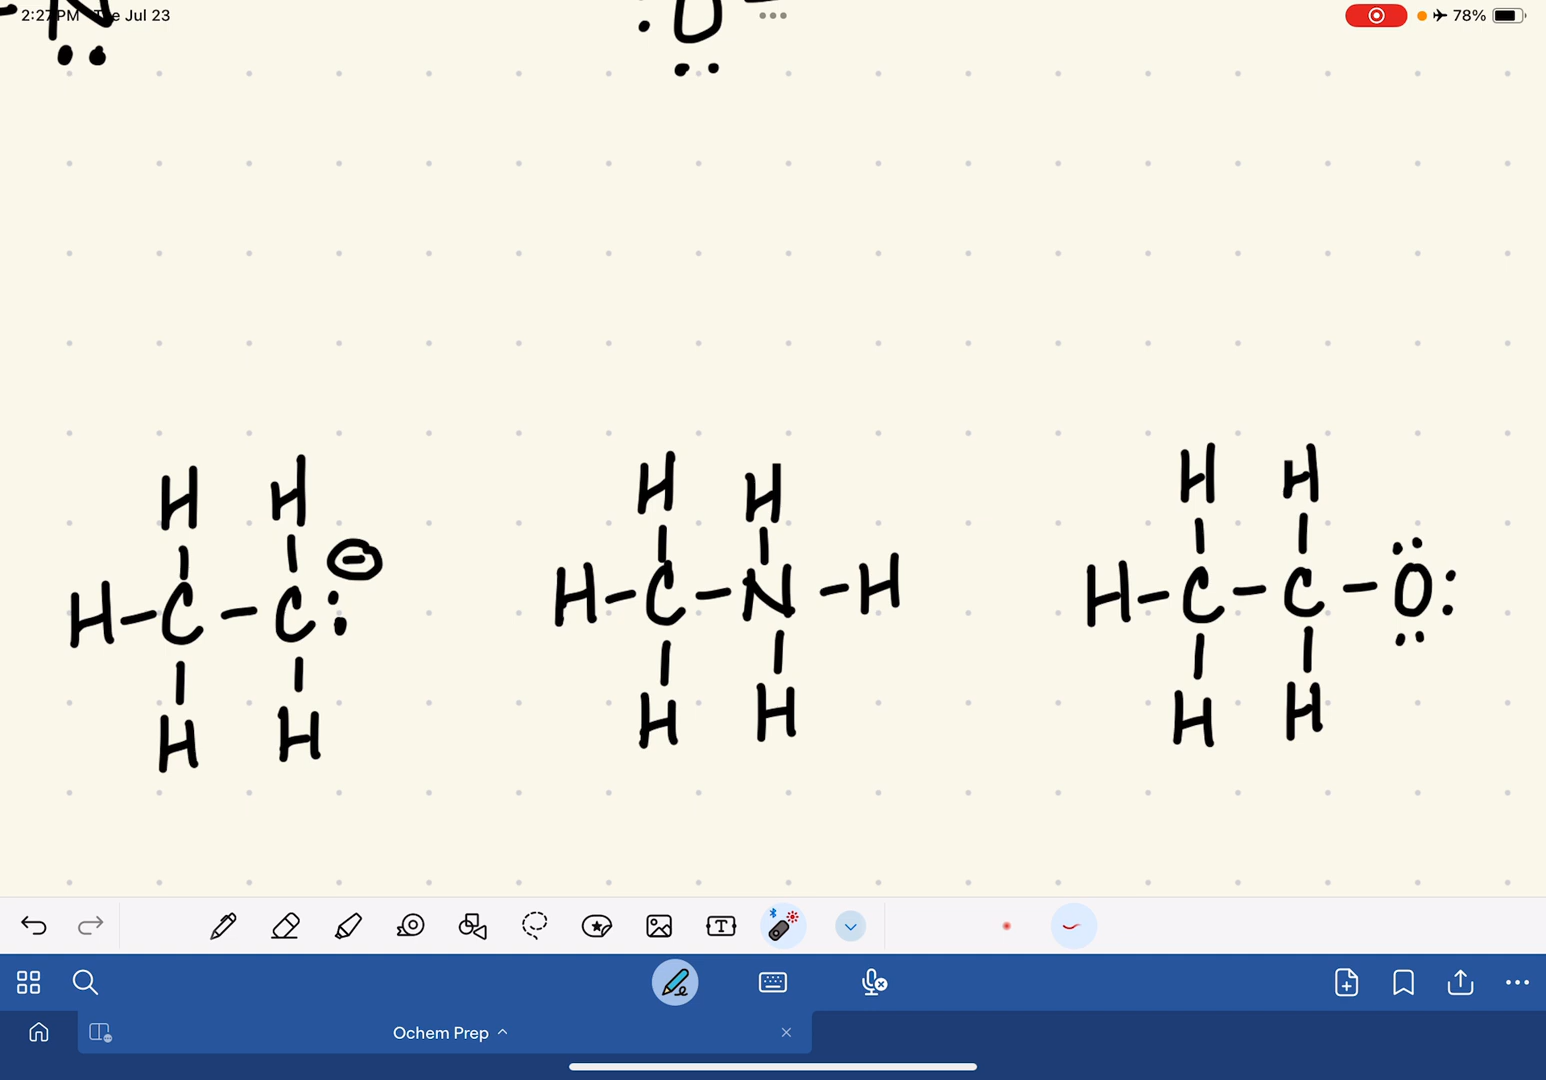 2:27 PM Tue Jul 23
78%
N
:O
H H H H H H
H-C-C: ⊖ H-C-N-H H-C-C-O:
H H H H H H
T
Ochem Prep